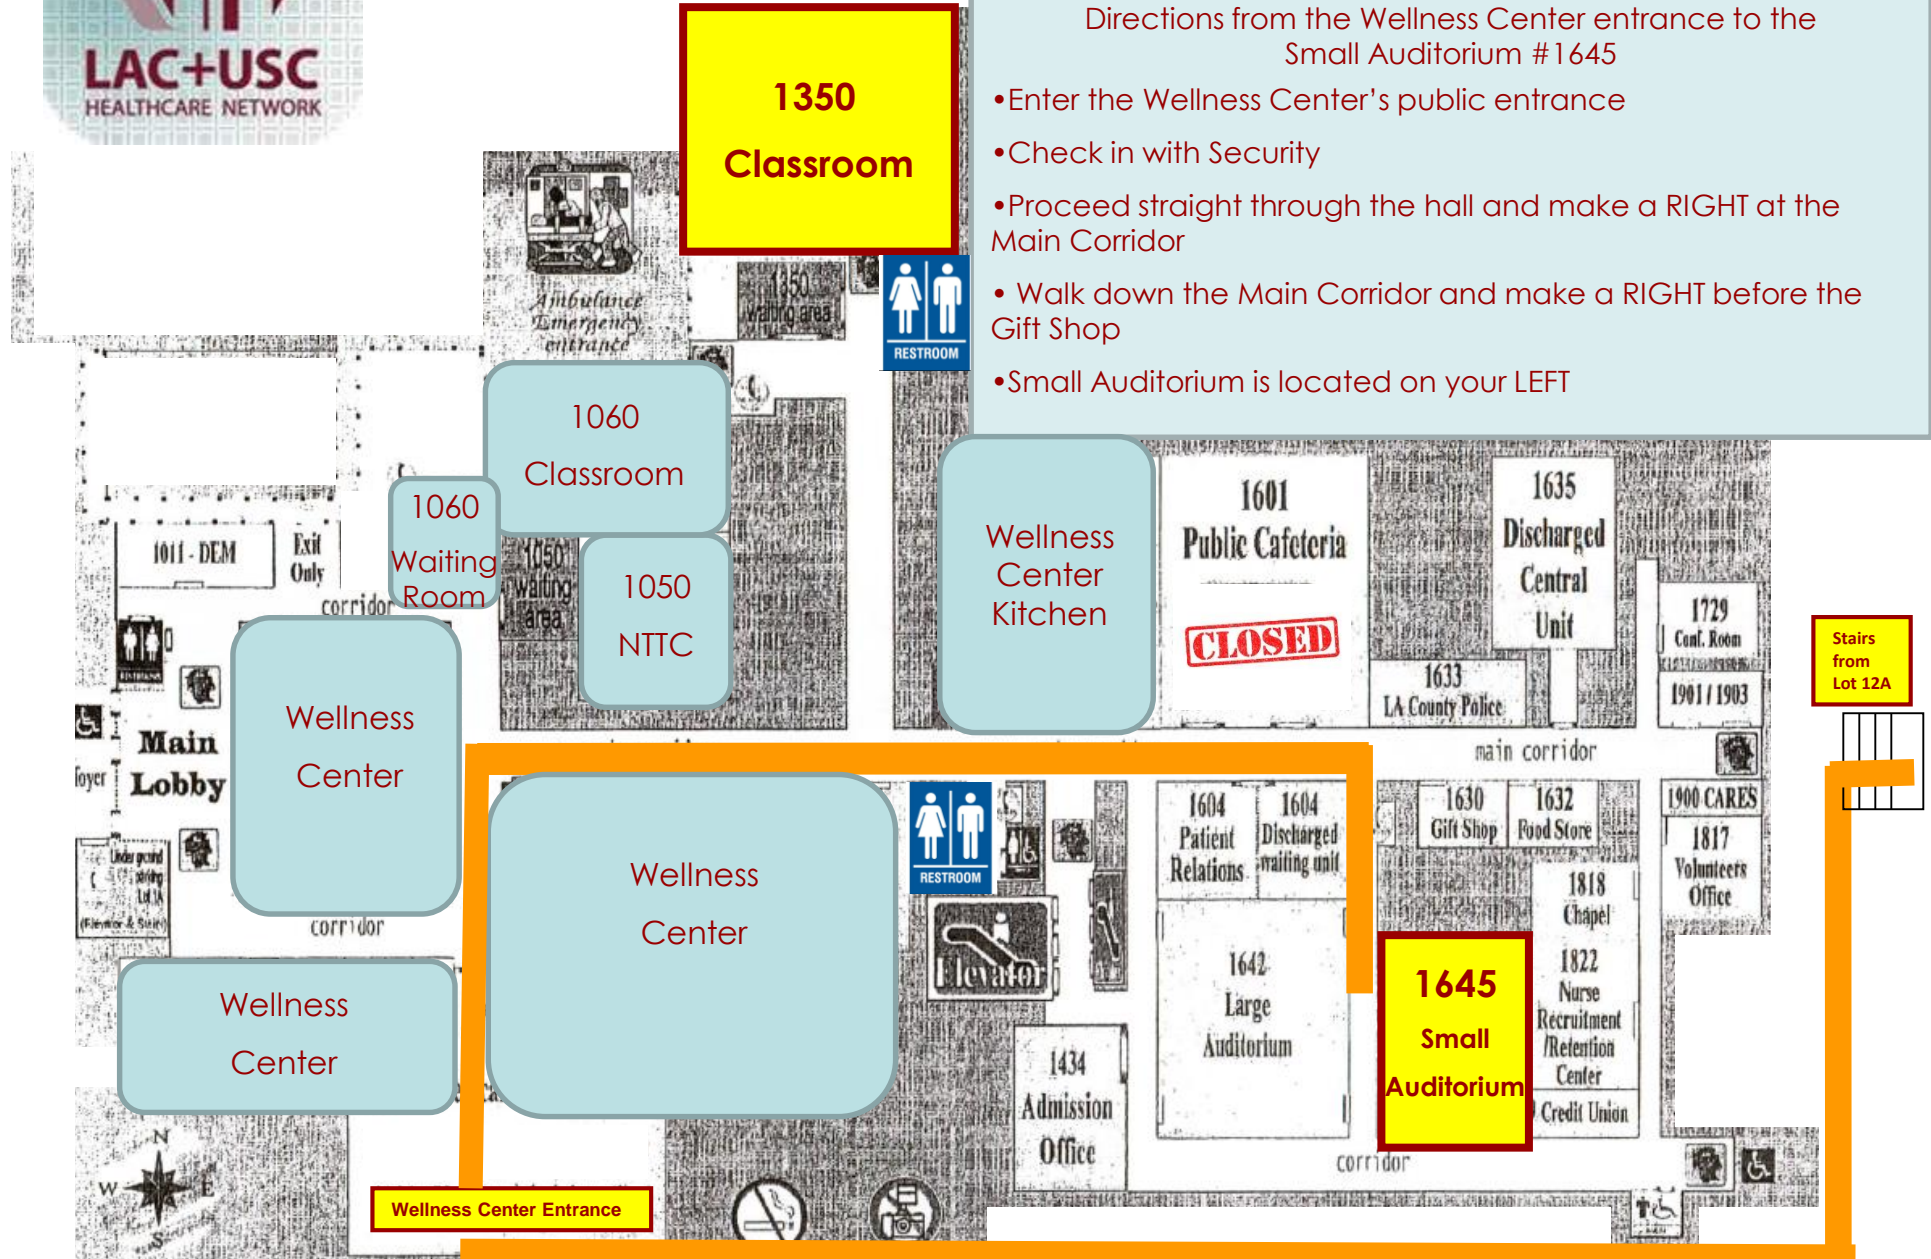 LAC+USC
HEALTHCARE NETWORK
Directions from the Wellness Center entrance to the
Small Auditorium #1645
•Enter the Wellness Center's public entrance
•Check in with Security
•Proceed straight through the hall and make a RIGHT at the
Main Corridor
• Walk down the Main Corridor and make a RIGHT before the
Gift Shop
•Small Auditorium is located on your LEFT
1350
Classroom
Ambulance
Emergency
entrance
1350
waiting area
RESTROOM
1060
Classroom
1060
Waiting
Room
1050
waiting
area
1050
NTTC
1011 - DEM
Exit
Only
corridor
Wellness
Center
Kitchen
1601
Public Cafeteria
CLOSED
1635
Discharged
Central
Unit
1633
LA County Police
1729
Conf. Room
1901 / 1903
Stairs
from
Lot 12A
Wellness
Center
Main
Lobby
foyer
main corridor
Under ground
parking
Lot 1A
(Elevator & Stairs)
corridor
Wellness
Center
Wellness
Center
RESTROOM
Elevator
1604
Patient
Relations
1604
Discharged
waiting unit
1630
Gift Shop
1632
Food Store
1900 CARES
1817
Volunteers
Office
1818
Chapel
1822
Nurse
Recruitment
/Retention
Center
Credit Union
1642
Large
Auditorium
1645
Small
Auditorium
1434
Admission
Office
corridor
N
W
E
S
Wellness Center Entrance